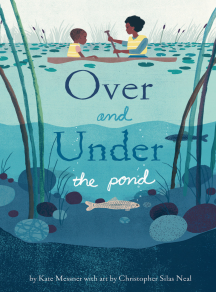 Over
and
Under
the pond
by Kate Messner with art by Christopher Silas Neal